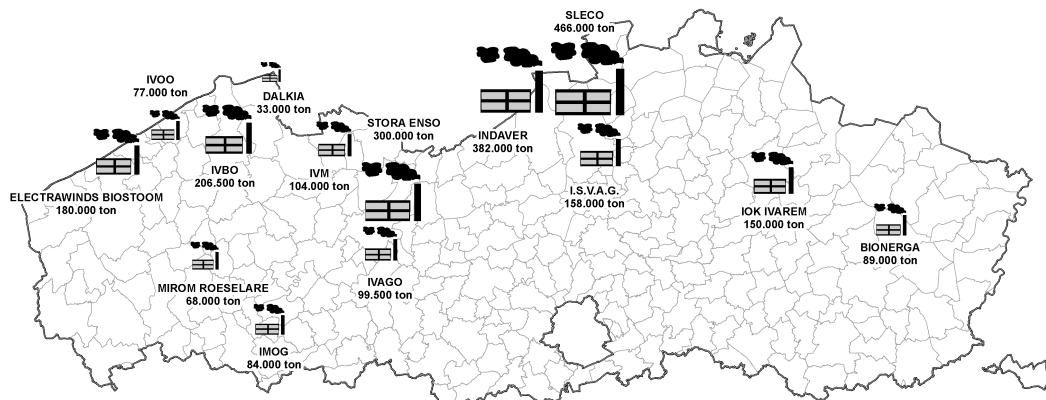 SLECO
466.000 ton
IVOO
77.000 ton
DALKIA
33.000 ton
STORA ENSO
300.000 ton
INDAVER
382.000 ton
IVBO
206.500 ton
IVM
104.000 ton
ELECTRAWINDS BIOSTOOM
180.000 ton
I.S.V.A.G.
158.000 ton
IOK IVAREM
150.000 ton
BIONERGA
89.000 ton
MIROM ROESELARE
68.000 ton
IVAGO
99.500 ton
IMOG
84.000 ton